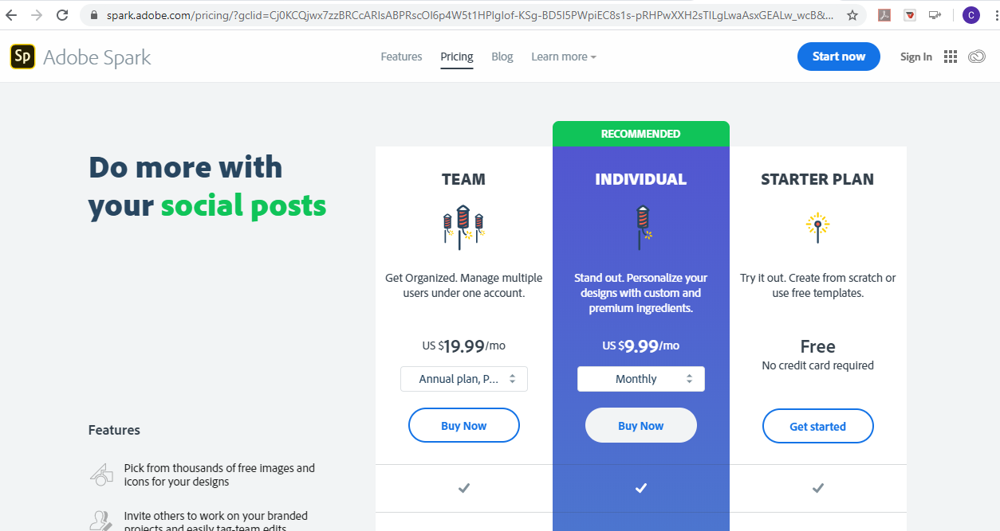 spark.adobe.com/pricing/?gclid=Cj0KCQjwx7zzBRCcARIsABPRscOl6p4W5t1HPIgIof-KSg-BD5I5PWpiEC8s1s-pRHPwXXH2sTILgLwaAsxGEALw_wcB&...
C
Sp Adobe Spark
Features Pricing Blog Learn more
Start now
Sign In
RECOMMENDED
Do more with
your social posts
TEAM
Get Organized. Manage multiple
users under one account.
US $19.99/mo
Annual plan, P...
Buy Now
INDIVIDUAL
Stand out. Personalize your
designs with custom and
premium ingredients.
US $9.99/mo
Monthly
Buy Now
STARTER PLAN
Try it out. Create from scratch or
use free templates.
Free
No credit card required
Get started
Features
Pick from thousands of free images and
icons for your designs
Invite others to work on your branded
projects and easily tag-team edits